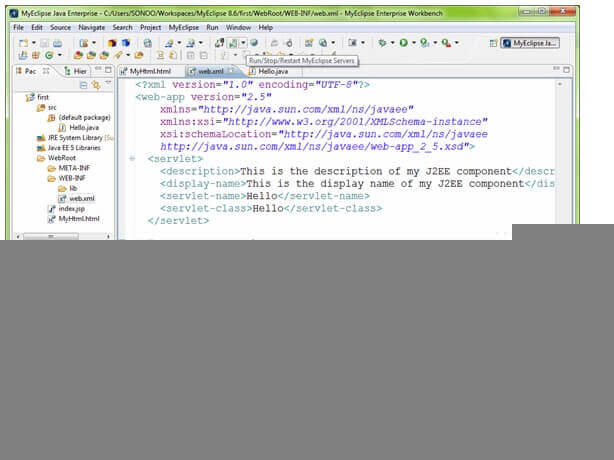 MyEclipse Java Enterprise - C:/Users/SONOO/Workspaces/MyEclipse 8.6/first/WebRoot/WEB-INF/web.xml - MyEclipse Enterprise Workbench
File Edit Source Navigate Search Project MyEclipse Run Window Help
MyEclipse Ja...
Run/Stop/Restart MyEclipse Servers
Pac Hier
MyHtml.html web.xml Hello.java
first
src
(default package)
Hello.java
JRE System Library [Su
Java EE 5 Libraries
WebRoot
META-INF
WEB-INF
lib
web.xml
index.jsp
MyHtml.html
<?xml version="1.0" encoding="UTF-8"?>
<web-app version="2.5"
xmlns="http://java.sun.com/xml/ns/javaee"
xmlns:xsi="http://www.w3.org/2001/XMLSchema-instance"
xsi:schemaLocation="http://java.sun.com/xml/ns/javaee
http://java.sun.com/xml/ns/javaee/web-app_2_5.xsd">
<servlet>
<description>This is the description of my J2EE component</descr
<display-name>This is the display name of my J2EE component</dis
<servlet-name>Hello</servlet-name>
<servlet-class>Hello</servlet-class>
</servlet>